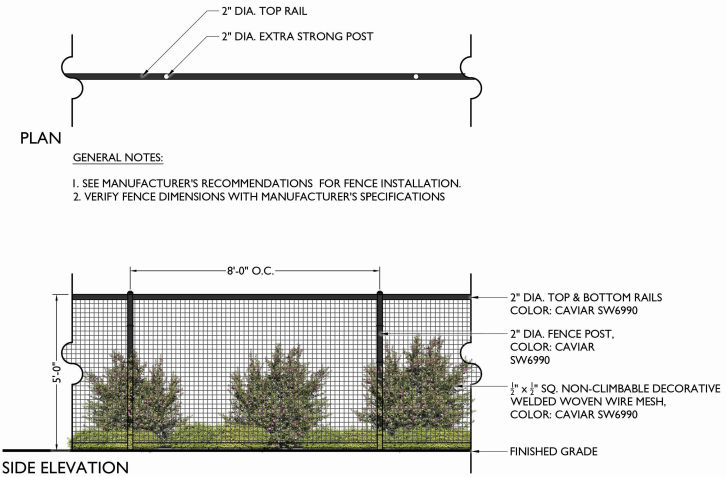 2" DIA. TOP RAIL
2" DIA. EXTRA STRONG POST
PLAN
GENERAL NOTES:
1. SEE MANUFACTURER'S RECOMMENDATIONS FOR FENCE INSTALLATION.
2. VERIFY FENCE DIMENSIONS WITH MANUFACTURER'S SPECIFICATIONS
8'-0" O.C.
5'-0"
2" DIA. TOP & BOTTOM RAILS
COLOR: CAVIAR SW6990
2" DIA. FENCE POST,
COLOR: CAVIAR
SW6990
½" x ½" SQ. NON-CLIMBABLE DECORATIVE
WELDED WOVEN WIRE MESH,
COLOR: CAVIAR SW6990
FINISHED GRADE
SIDE ELEVATION